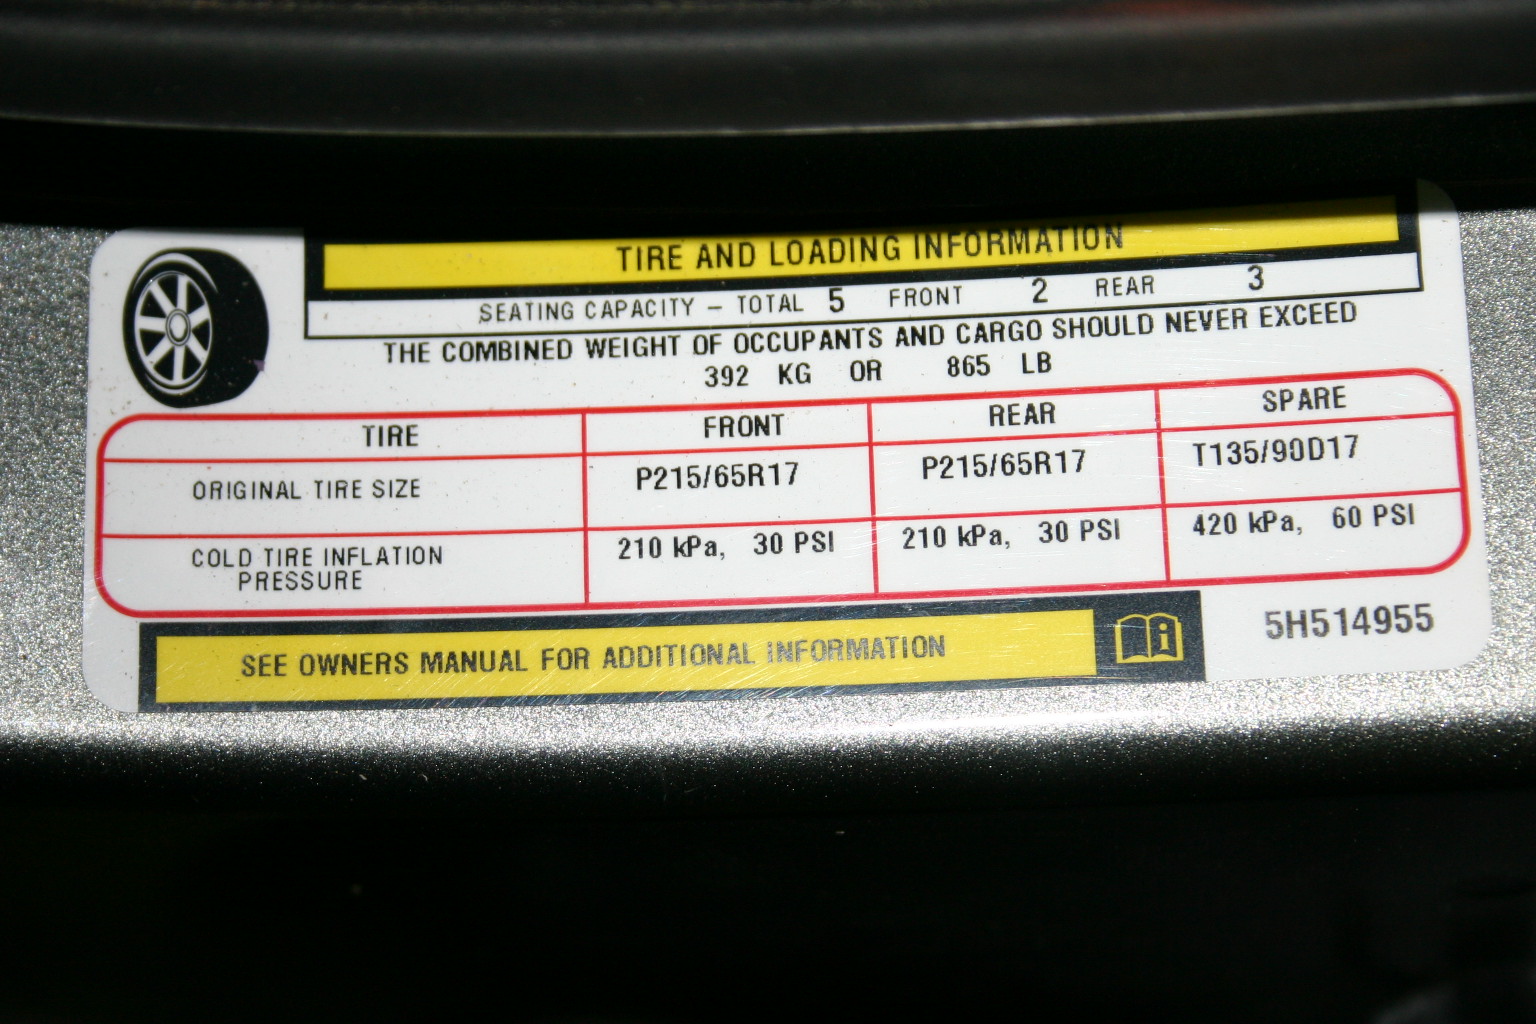 TIRE AND LOADING INFORMATION
SEATING CAPACITY – TOTAL 5 FRONT 2 REAR 3
THE COMBINED WEIGHT OF OCCUPANTS AND CARGO SHOULD NEVER EXCEED
392 KG OR 865 LB
TIRE FRONT REAR SPARE
ORIGINAL TIRE SIZE P215/65R17 P215/65R17 T135/90D17
COLD TIRE INFLATION 210 kPa, 30 PSI 210 kPa, 30 PSI 420 kPa, 60 PSI
PRESSURE
SEE OWNERS MANUAL FOR ADDITIONAL INFORMATION
5H514955